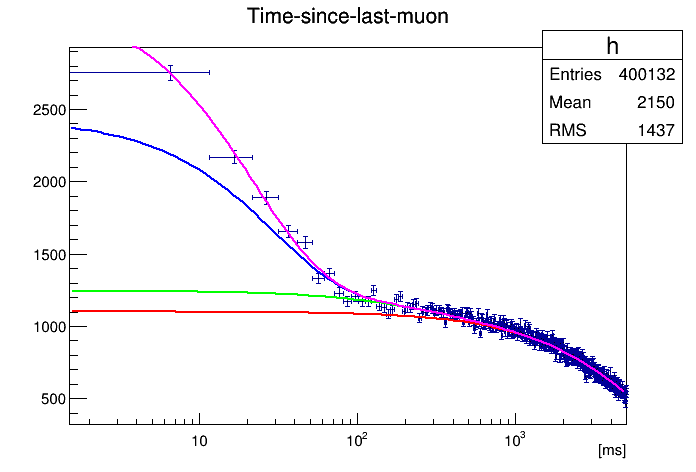 Time-since-last-muon
h
Entries 400132
Mean 2150
RMS 1437
2500
2000
1500
1000
500
10
10²
10³
[ms]